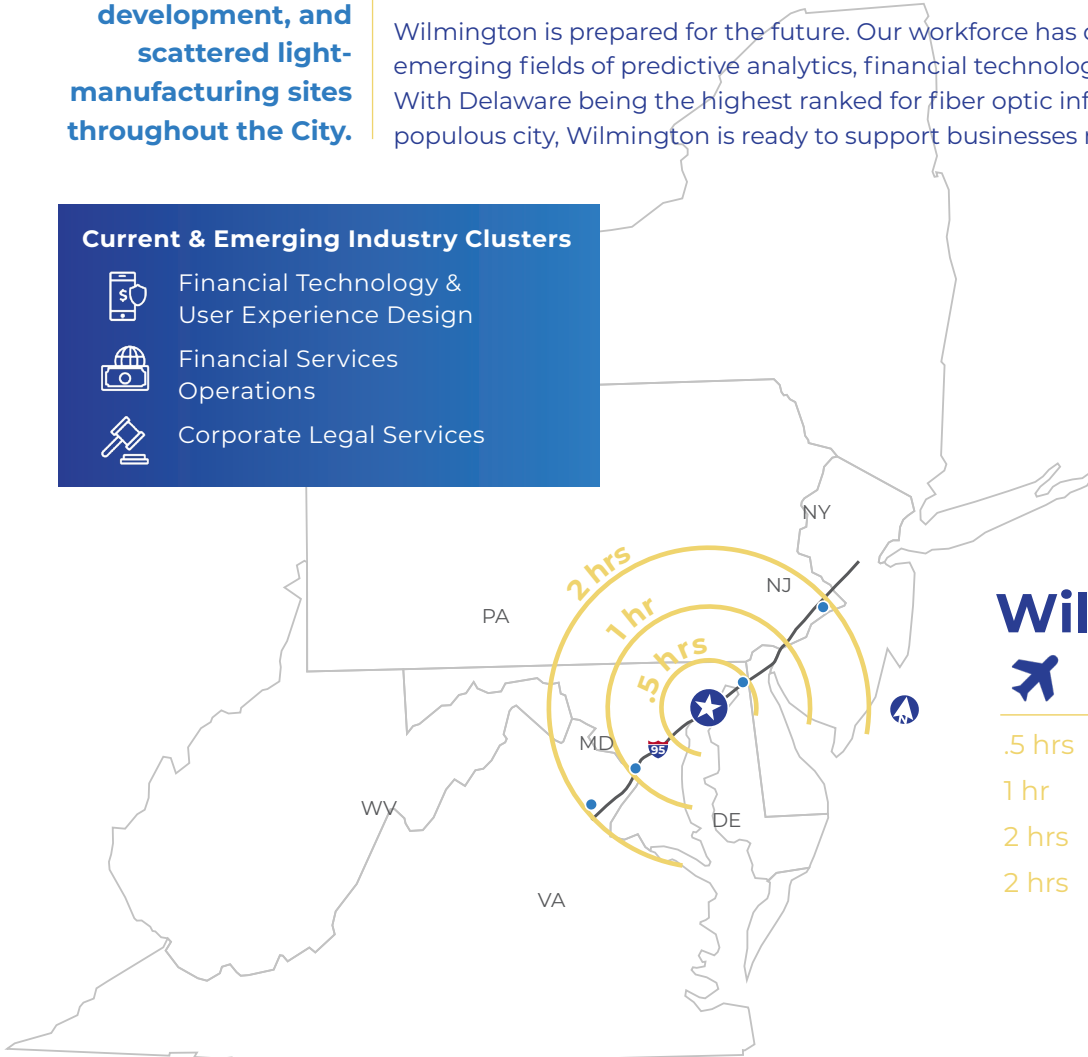 development, and
scattered light-
manufacturing sites
throughout the City.
Wilmington is prepared for the future. Our workforce has
emerging fields of predictive analytics, financial
With Delaware being the highest ranked for fiber optic
populous city, Wilmington is ready to support businesses
Current & Emerging Industry Clusters
$
Financial Technology &
User Experience Design
Financial Services
Operations
Corporate Legal Services
NY
2 hrs
NJ
1 hr
PA
.5 hrs
Wil
N
MD
95
.5 hrs
1 hr
WV
DE
2 hrs
2 hrs
VA